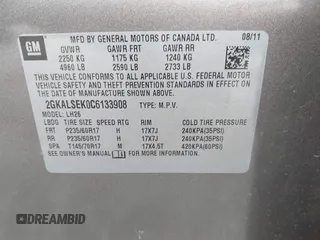 GM
MFD BY GENERAL MOTORS OF CANADA LTD. 08/11
GVWR GAWR FRT GAWR RR
2250 KG 1175 KG 1240 KG
4960 LB 2590 LB 2733 LB
THIS VEHICLE CONFORMS TO ALL APPLICABLE U.S. FEDERAL MOTOR
VEHICLE SAFETY AND THEFT PREVENTION STANDARDS IN EFFECT
ON THE DATE OF MANUFACTURE SHOWN ABOVE.
2GKALSEK0C6133908 TYPE: M.P.V.
MODEL: LH26
LBDG TIRE SIZE SPEED RTG RIM COLD TIRE PRESSURE
FRT P235/60R17 H 17X7J 240KPA(35PSI)
RR P235/60R17 H 17X7J 240KPA(35PSI)
SPA T145/70R17 M 17X4.5T 420KPA(60PSI)
SEE OWNER'S MANUAL FOR MORE INFORMATION.
DREAMBID